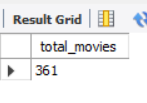 Result Grid
total_movies
361